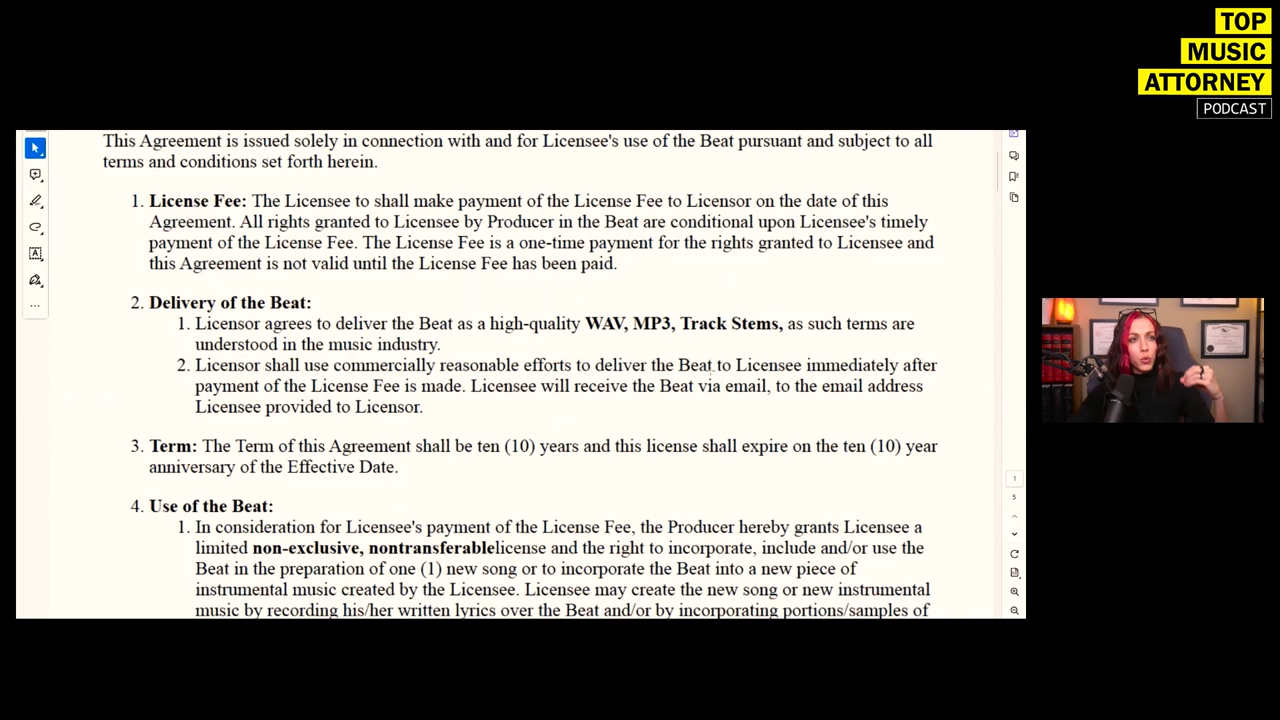 TOP
MUSIC
ATTORNEY
PODCAST
This Agreement is issued solely in connection with and for Licensee's use of the Beat pursuant and subject to all
terms and conditions set forth herein.
1. License Fee: The Licensee to shall make payment of the License Fee to Licensor on the date of this
Agreement. All rights granted to Licensee by Producer in the Beat are conditional upon Licensee's timely
payment of the License Fee. The License Fee is a one-time payment for the rights granted to Licensee and
this Agreement is not valid until the License Fee has been paid.
2. Delivery of the Beat:
1. Licensor agrees to deliver the Beat as a high-quality WAV, MP3, Track Stems, as such terms are
understood in the music industry.
2. Licensor shall use commercially reasonable efforts to deliver the Beat to Licensee immediately after
payment of the License Fee is made. Licensee will receive the Beat via email, to the email address
Licensee provided to Licensor.
3. Term: The Term of this Agreement shall be ten (10) years and this license shall expire on the ten (10) year
anniversary of the Effective Date.
4. Use of the Beat:
1. In consideration for Licensee's payment of the License Fee, the Producer hereby grants Licensee a
limited non-exclusive, nontransferablelicense and the right to incorporate, include and/or use the
Beat in the preparation of one (1) new song or to incorporate the Beat into a new piece of
instrumental music created by the Licensee. Licensee may create the new song or new instrumental
music by recording his/her written lyrics over the Beat and/or by incorporating portions/samples of
1
5